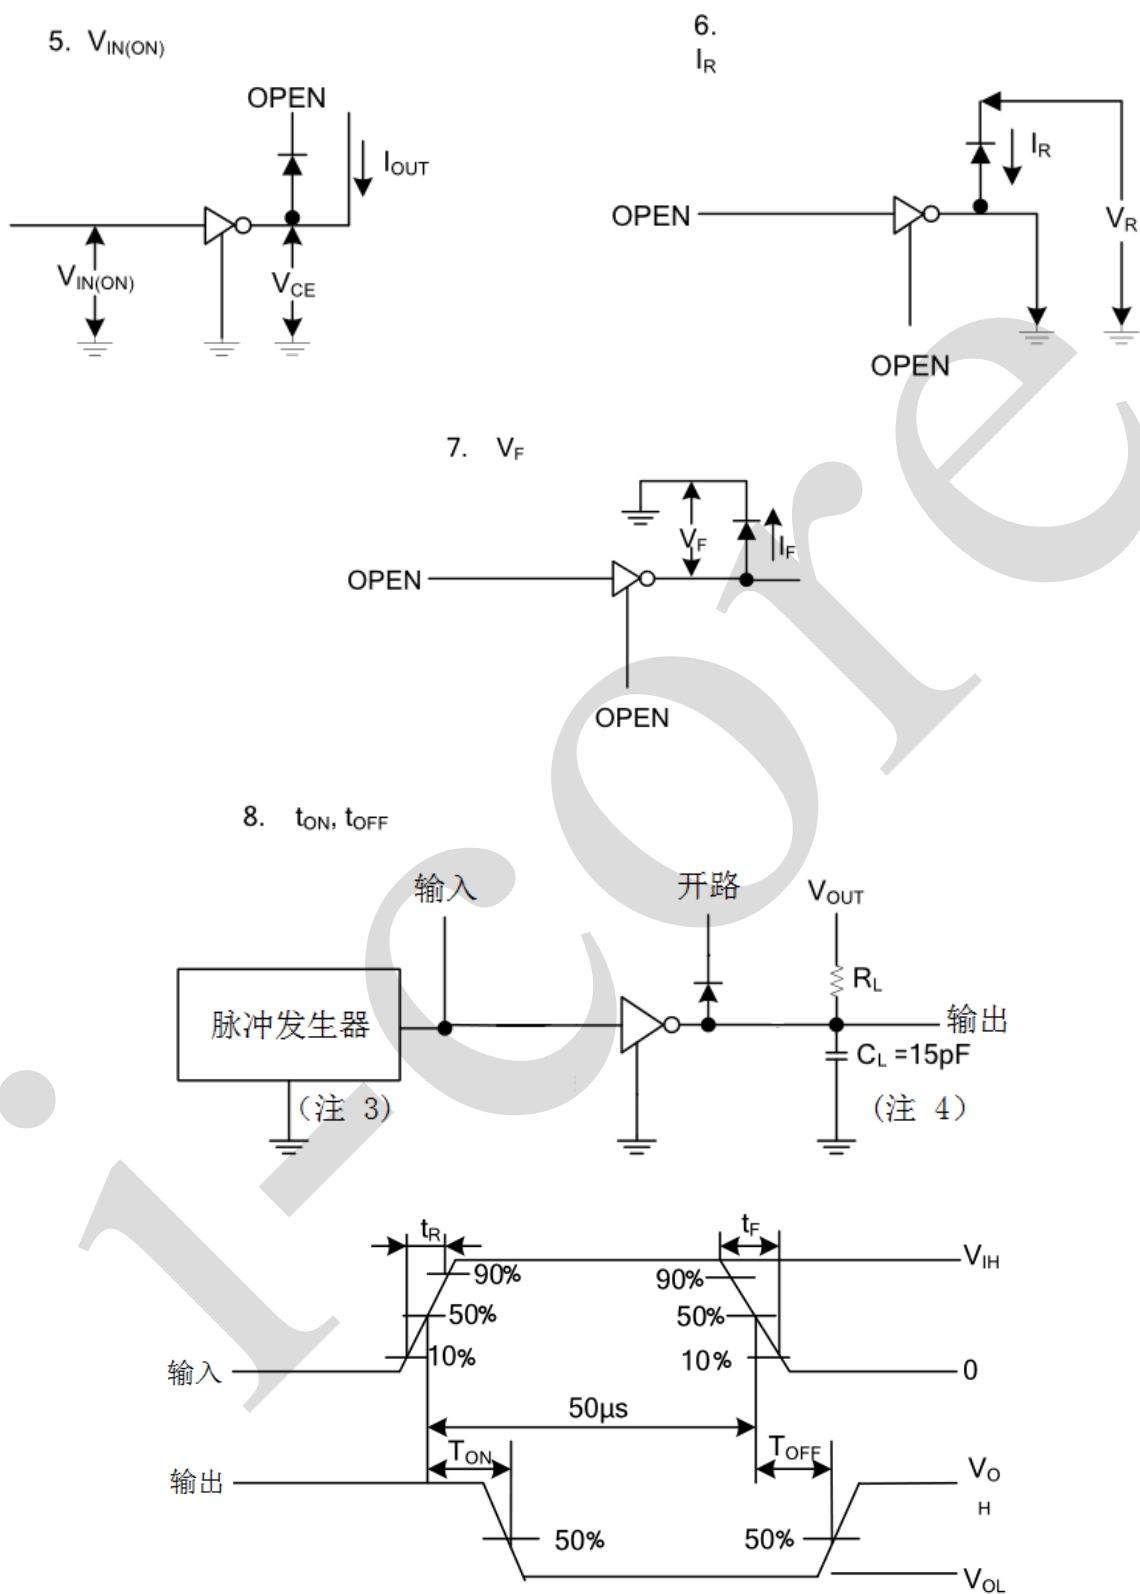 5. VIN(ON)
OPEN
IOUT
VIN(ON)
VCE
6.
IR
IR
OPEN
VR
OPEN
7. VF
VF
IF
OPEN
OPEN
8. tON, tOFF
输入
开路
VOUT
脉冲发生器
RL
输出
CL =15pF
(注 3)
(注 4)
tR
tF
VIH
90%
90%
50%
50%
10%
10%
输入
0
50μs
TON
TOFF
输出
VO
H
50%
50%
VOL
i-core